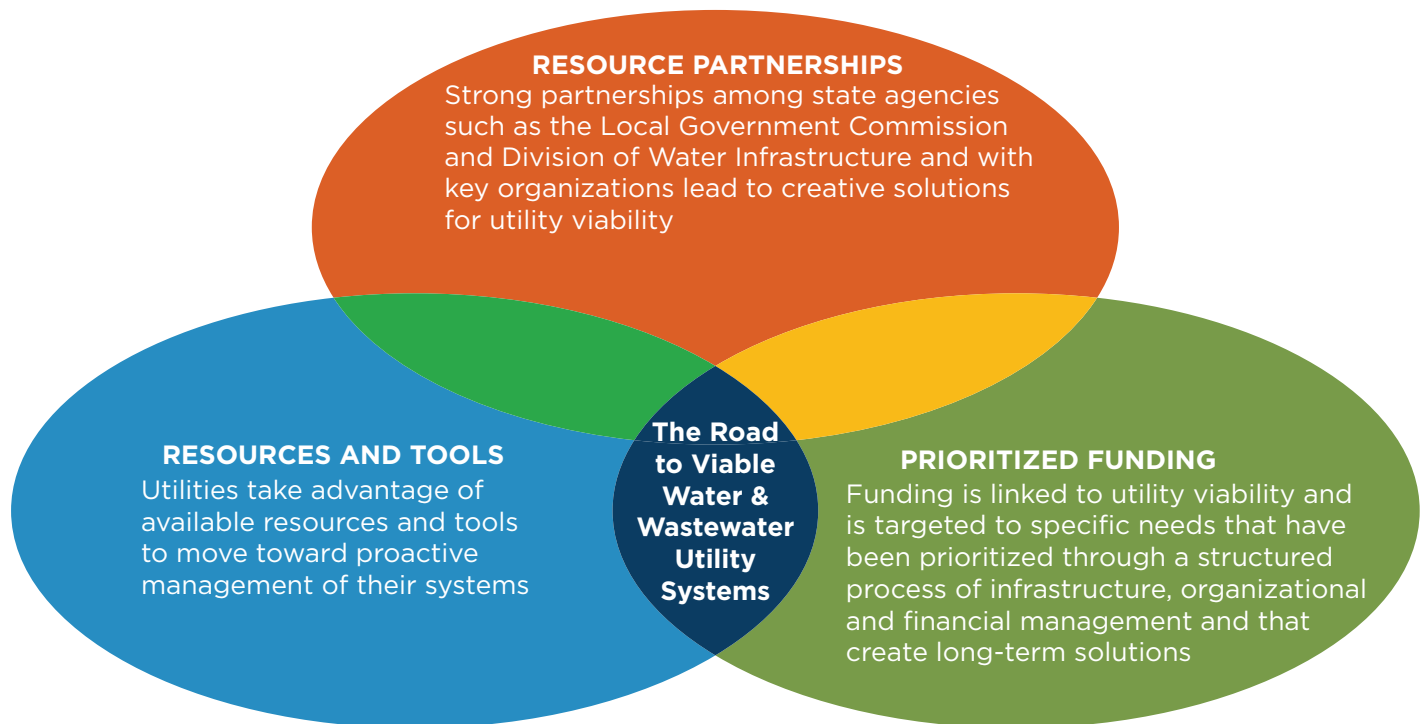 RESOURCE PARTNERSHIPS
Strong partnerships among state agencies
such as the Local Government Commission
and Division of Water Infrastructure and with
key organizations lead to creative solutions
for utility viability
RESOURCES AND TOOLS
Utilities take advantage of
available resources and tools
to move toward proactive
management of their systems
The Road
to Viable
Water &
Wastewater
Utility
Systems
PRIORITIZED FUNDING
Funding is linked to utility viability and
is targeted to specific needs that have
been prioritized through a structured
process of infrastructure, organizational
and financial management and that
create long-term solutions